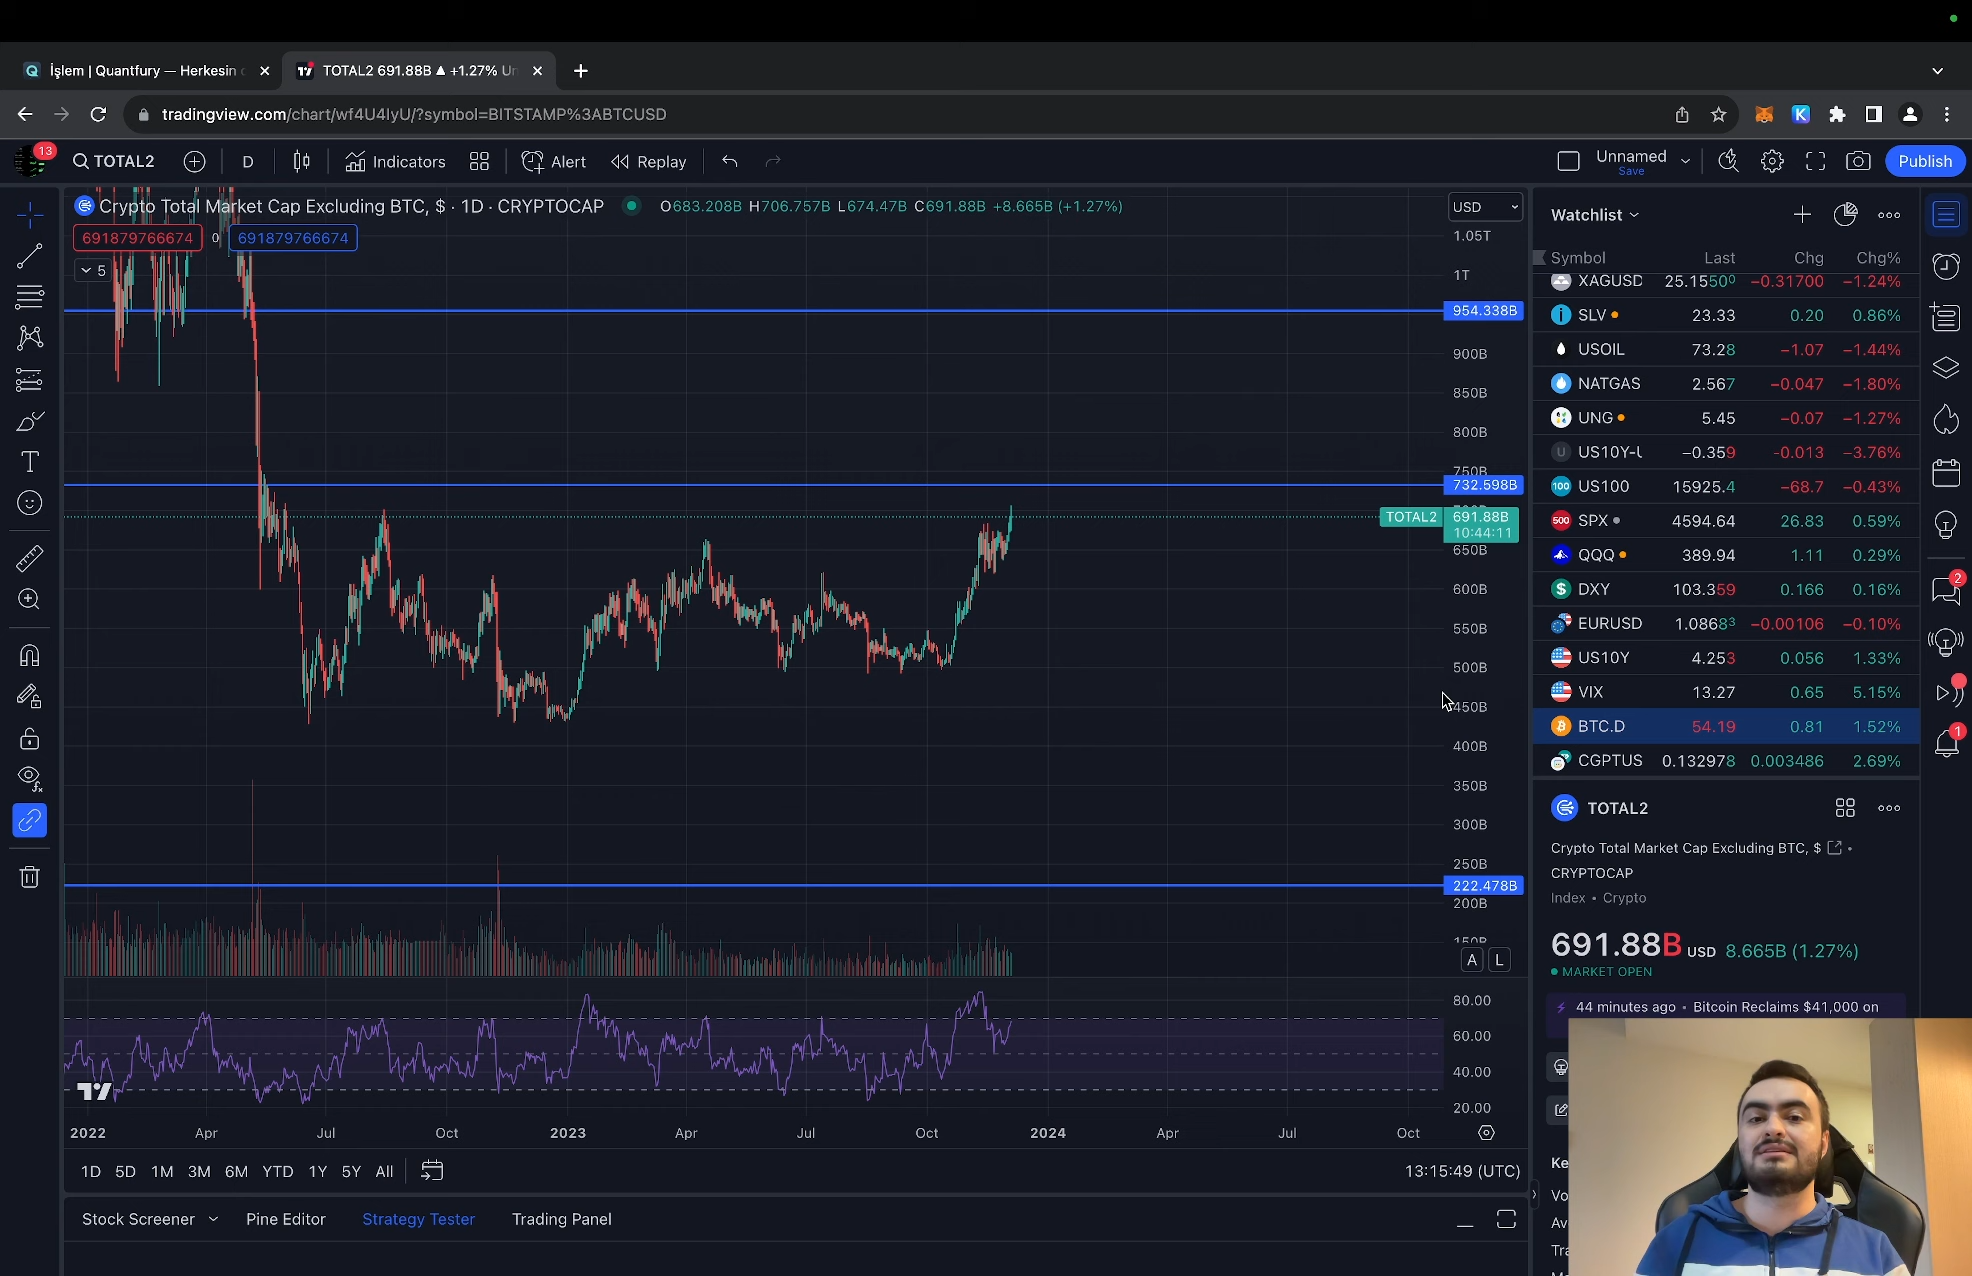 İşlem | Quantfury — Herkesin
TOTAL2 691.88B ▲ +1.27% Un
tradingview.com/chart/wf4U4IyU/?symbol=BITSTAMP%3ABTCUSD
13
TOTAL2
D
Indicators
Alert
Replay
Unnamed
Save
Publish
Crypto Total Market Cap Excluding BTC, $ · 1D · CRYPTOCAP
O683.208B H706.757B L674.47B C691.88B +8.665B (+1.27%)
691879766674 0 691879766674
5
USD
1.05T
1T
954.338B
900B
850B
800B
750B
732.598B
TOTAL2 691.88B
10:44:11
650B
600B
550B
500B
450B
400B
350B
300B
250B
222.478B
200B
150B
A L
80.00
60.00
40.00
20.00
2022 Apr Jul Oct 2023 Apr Jul Oct 2024 Apr Jul Oct
1D 5D 1M 3M 6M YTD 1Y 5Y All
13:15:49 (UTC)
Stock Screener Pine Editor Strategy Tester Trading Panel
Watchlist
Symbol Last Chg Chg%
XAGUSD 25.1550⁰ −0.31700 −1.24%
SLV 23.33 0.20 0.86%
USOIL 73.28 −1.07 −1.44%
NATGAS 2.567 −0.047 −1.80%
UNG 5.45 −0.07 −1.27%
U US10Y-U −0.359 −0.013 −3.76%
100 US100 15925.4 −68.7 −0.43%
500 SPX 4594.64 26.83 0.59%
QQQ 389.94 1.11 0.29%
$ DXY 103.359 0.166 0.16%
EURUSD 1.0868³ −0.00106 −0.10%
US10Y 4.253 0.056 1.33%
VIX 13.27 0.65 5.15%
BTC.D 54.19 0.81 1.52%
CGPTUS 0.132978 0.003486 2.69%
TOTAL2
Crypto Total Market Cap Excluding BTC, $
CRYPTOCAP
Index • Crypto
691.88B USD 8.665B (1.27%)
MARKET OPEN
44 minutes ago • Bitcoin Reclaims $41,000 on
Ke
Vo
Av
Tra
2
1